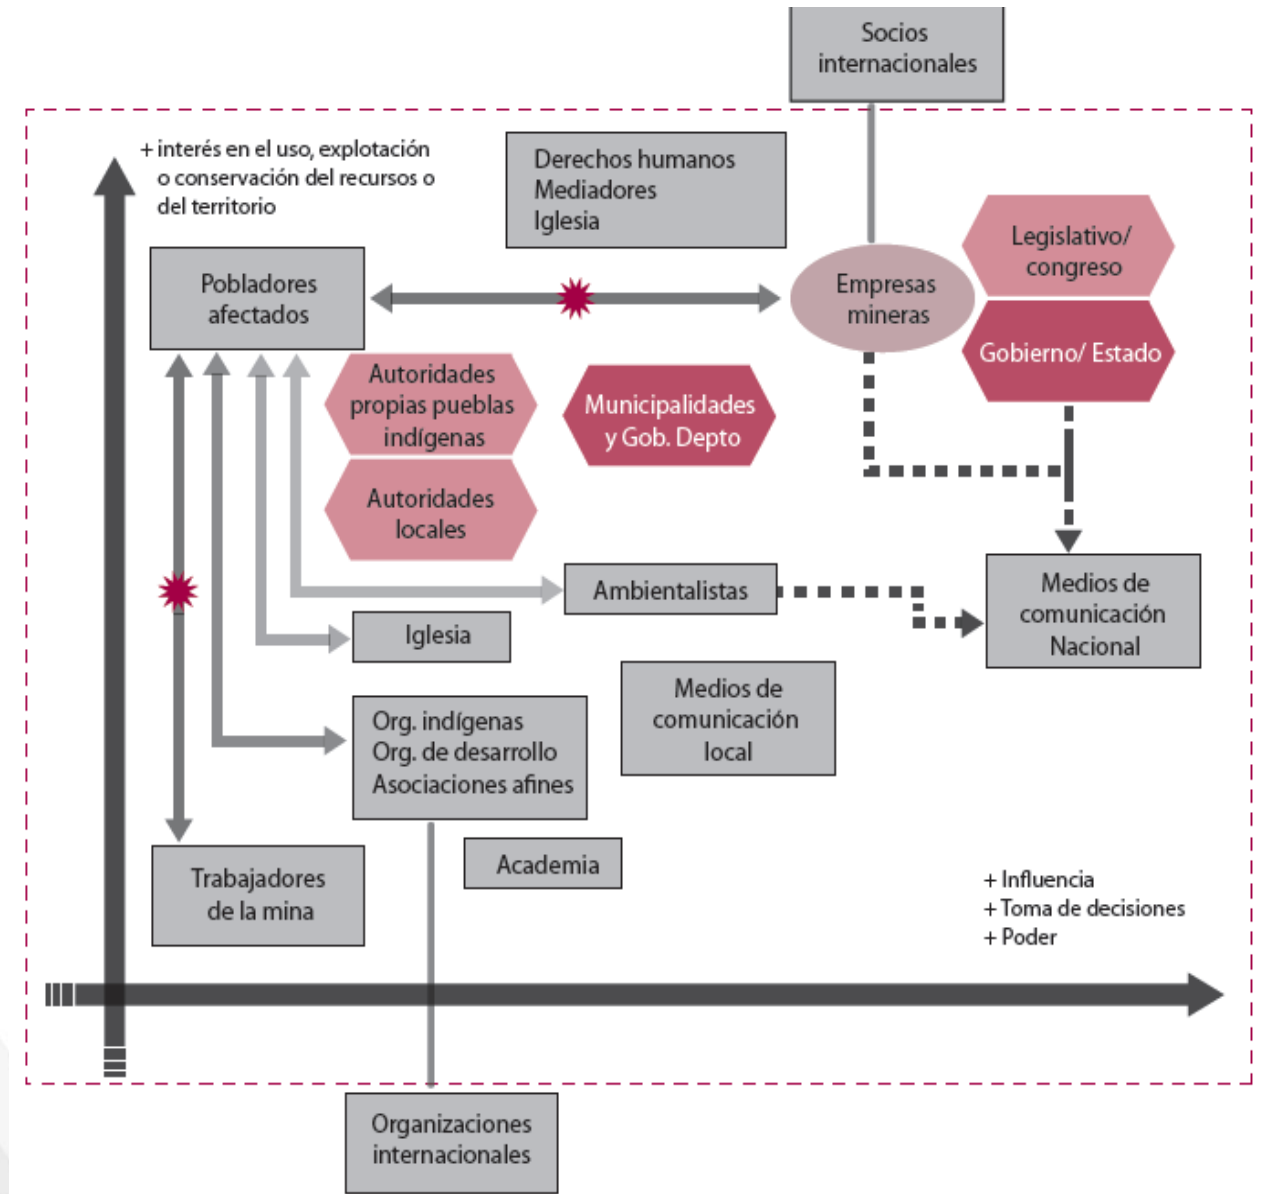 Socios
internacionales
+ interés en el uso, explotación
o conservación del recursos o
del territorio
Derechos humanos
Mediadores
Iglesia
Legislativo/
congreso
Pobladores
afectados
Empresas
mineras
Gobierno/ Estado
Autoridades
propias pueblas
indígenas
Municipalidades
y Gob. Depto
Autoridades
locales
Ambientalistas
Medios de
comunicación
Nacional
Iglesia
Medios de
comunicación
local
Org. indígenas
Org. de desarrollo
Asociaciones afines
Academia
Trabajadores
de la mina
+ Influencia
+ Toma de decisiones
+ Poder
Organizaciones
internacionales